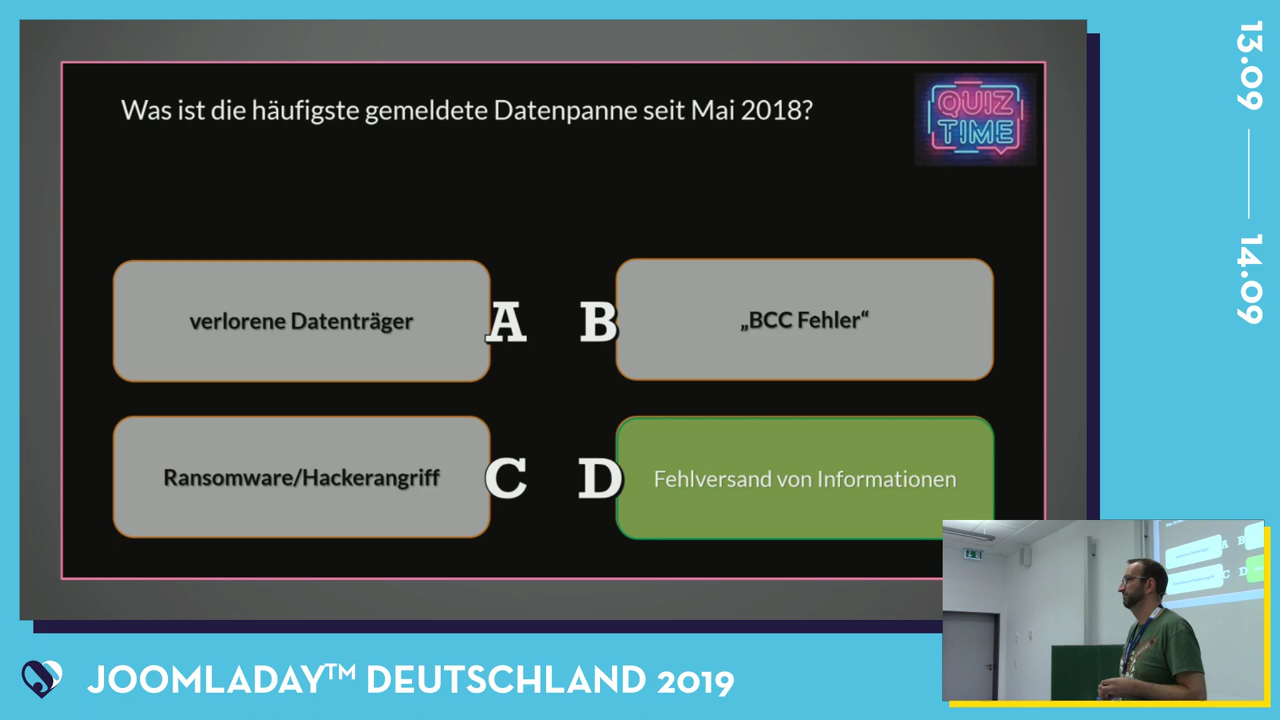 Was ist die häufigste gemeldete Datenpanne seit Mai 2018?
QUIZ
TIME
verlorene Datenträger
A
B
„BCC Fehler“
Ransomware/Hackerangriff
C
D
Fehlversand von Informationen
13.09
14.09
A B
C D
JOOMLADAY™ DEUTSCHLAND 2019